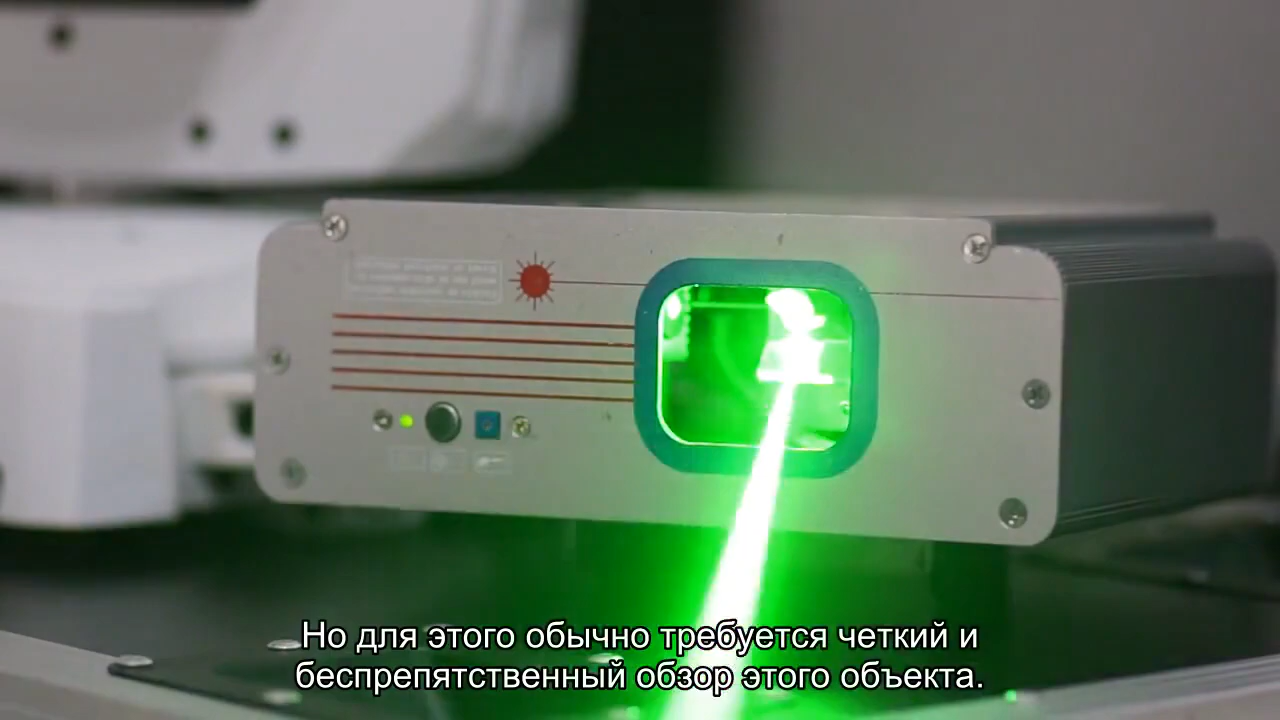 Но для этого обычно требуется четкий и
беспрепятственный обзор этого объекта.